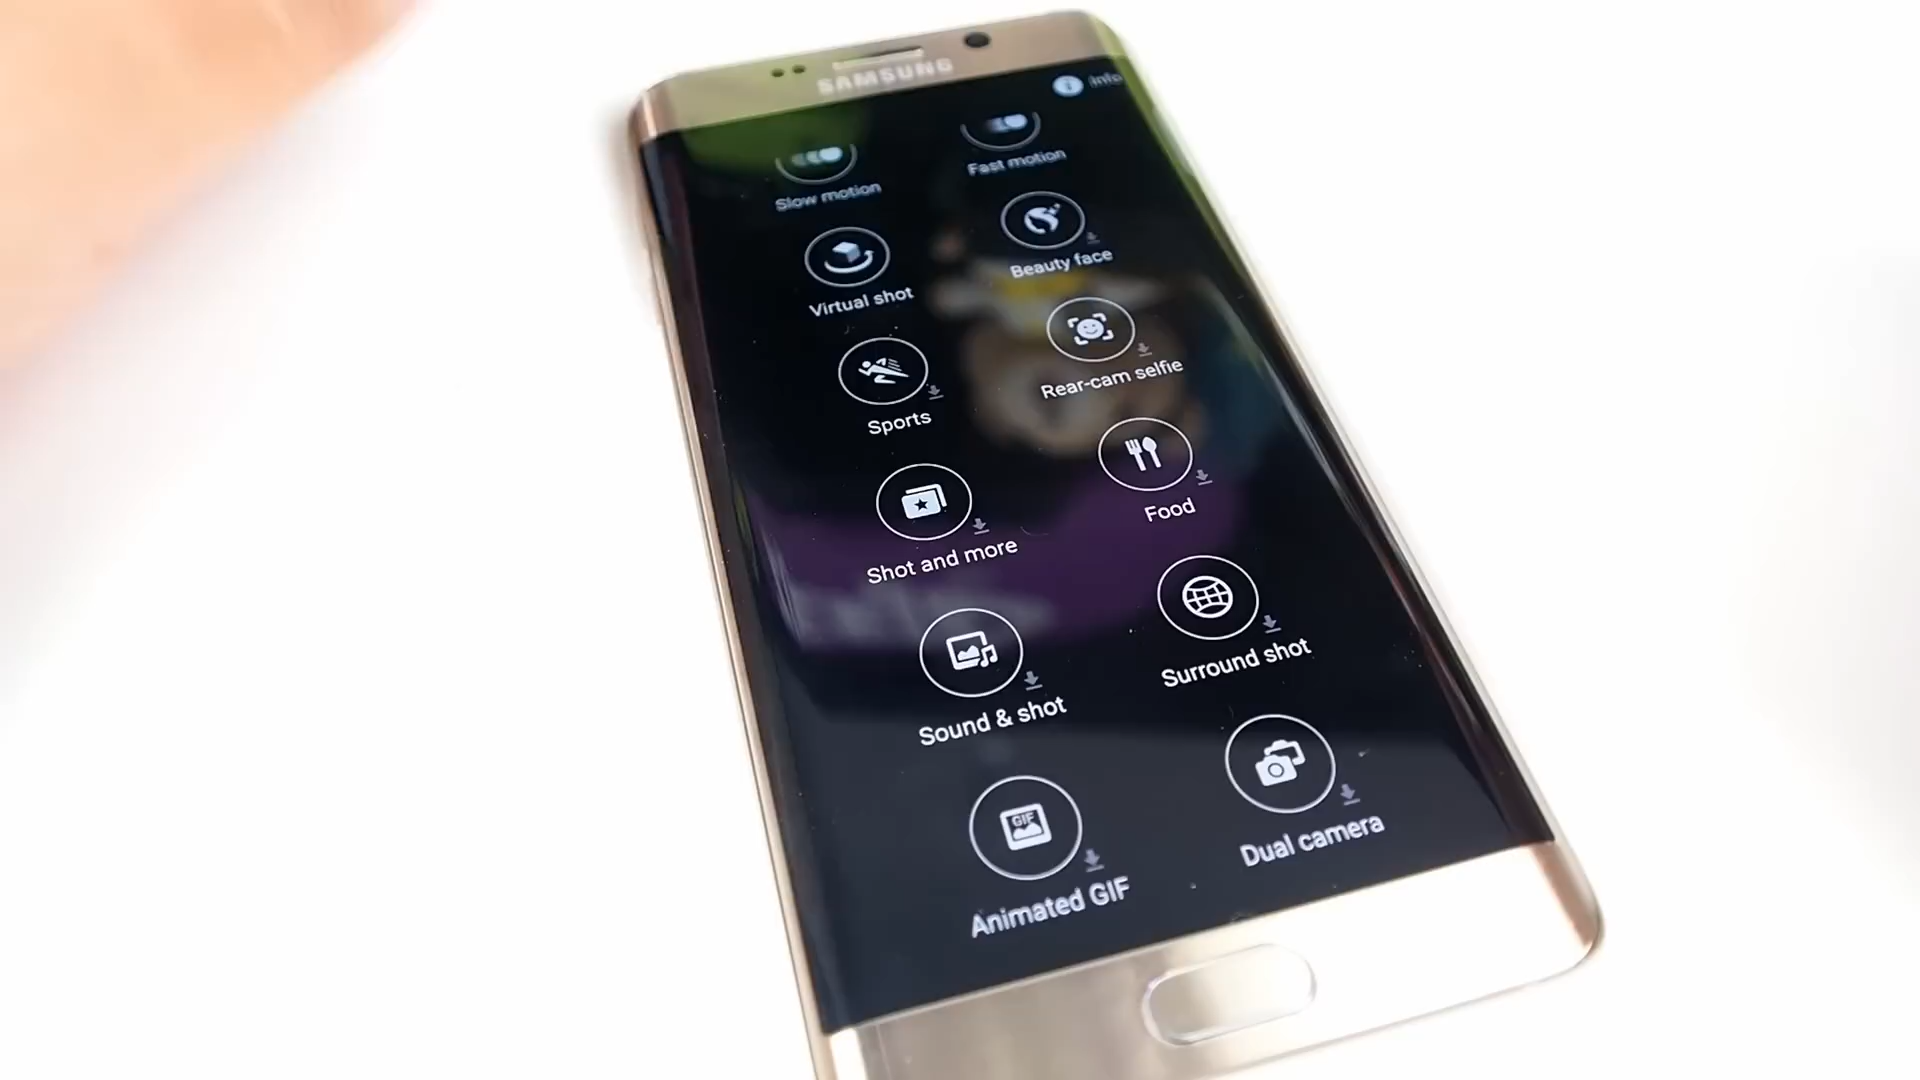 SAMSUNG
Info
Slow motion
Fast motion
Virtual shot
Beauty face
Sports
Rear-cam selfie
Shot and more
Food
Sound & shot
Surround shot
GIF
Animated GIF
Dual camera